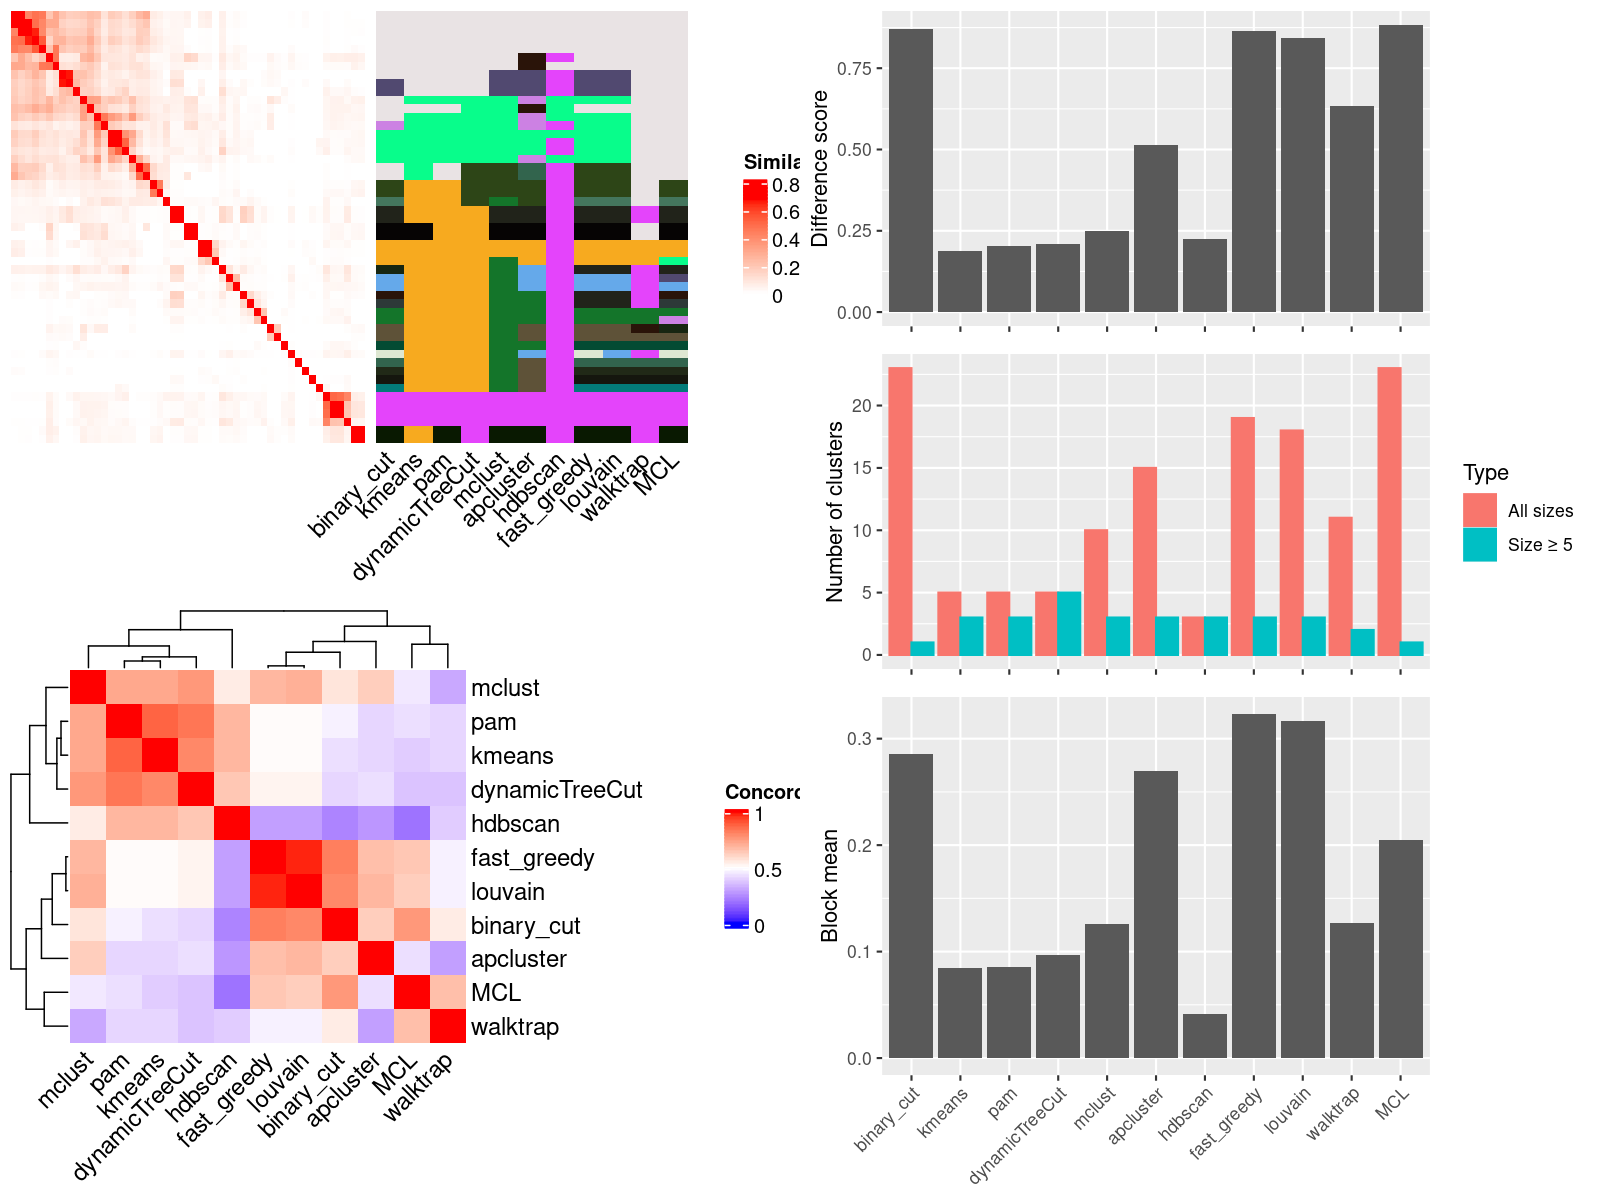 Simila
0.8
0.6
0.4
0.2
0
binary_cut
kmeans
pam
dynamicTreeCut
mclust
apcluster
hdbscan
fast_greedy
louvain
walktrap
MCL
Difference score
0.75
0.50
0.25
0.00
Number of clusters
20
15
10
5
0
Type
All sizes
Size ≥ 5
mclust
pam
kmeans
dynamicTreeCut
hdbscan
fast_greedy
louvain
binary_cut
apcluster
MCL
walktrap
mclust
pam
kmeans
dynamicTreeCut
hdbscan
fast_greedy
louvain
binary_cut
apcluster
MCL
walktrap
Concord
1
0.5
0
Block mean
0.3
0.2
0.1
0.0
binary_cut
kmeans
pam
dynamicTreeCut
mclust
apcluster
hdbscan
fast_greedy
louvain
walktrap
MCL